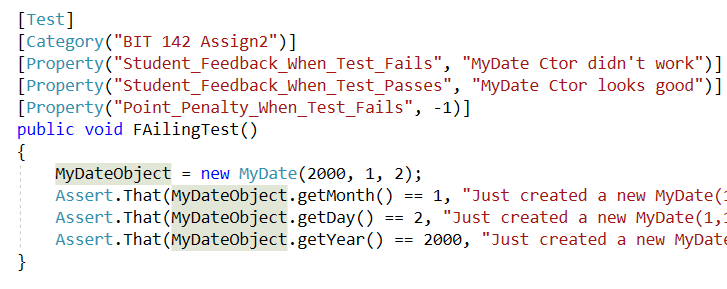 [Test]
[Category("BIT 142 Assign2")]
[Property("Student_Feedback_When_Test_Fails", "MyDate Ctor didn't work")]
[Property("Student_Feedback_When_Test_Passes", "MyDate Ctor looks good")]
[Property("Point_Penalty_When_Test_Fails", -1)]
public void FAilingTest()
{
MyDateObject = new MyDate(2000, 1, 2);
Assert.That(MyDateObject.getMonth() == 1, "Just created a new MyDate(1
Assert.That(MyDateObject.getDay() == 2, "Just created a new MyDate(1,1
Assert.That(MyDateObject.getYear() == 2000, "Just created a new MyDate
}